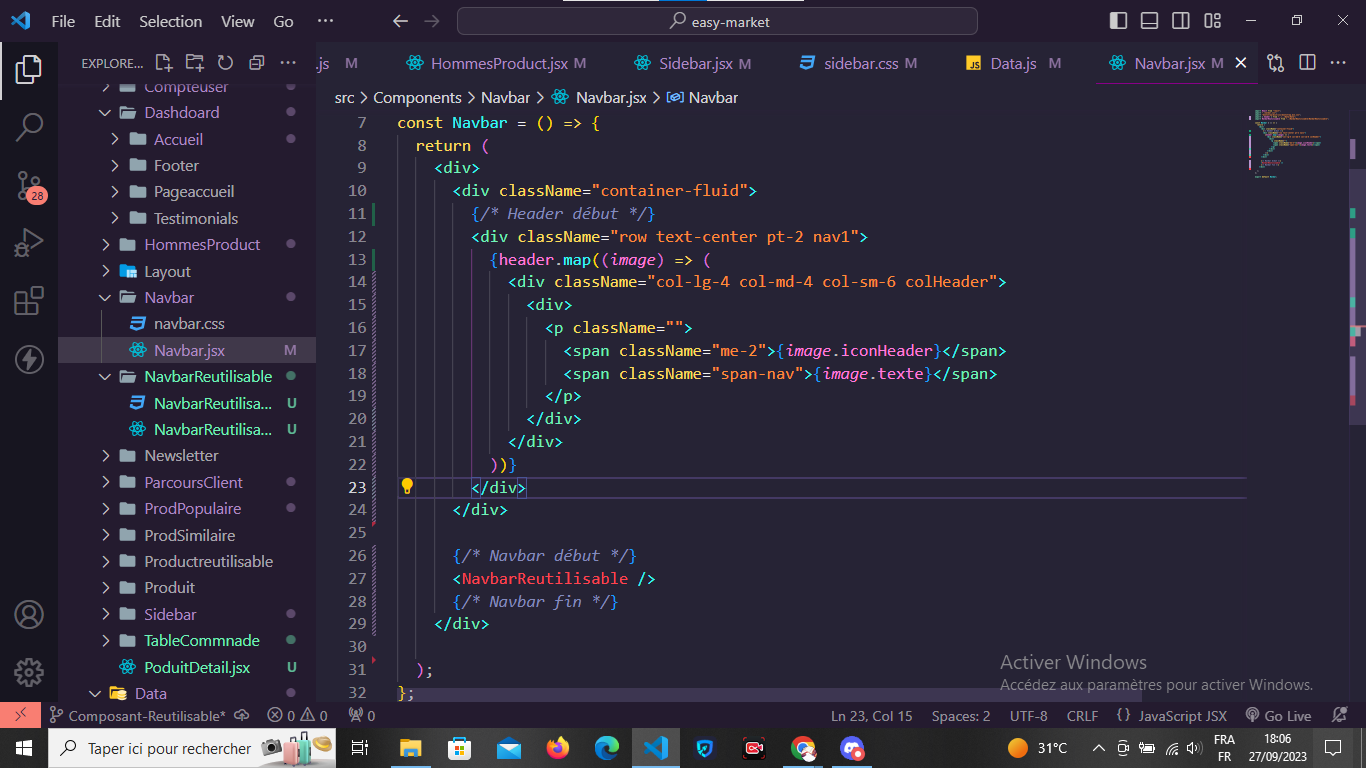 File Edit Selection View Go ··· easy-market
EXPLORE... ···
.js M HommesProduct.jsx M Sidebar.jsx M sidebar.css M JS Data.js M Navbar.jsx M ···
src > Components > Navbar > Navbar.jsx > Navbar
Compteuser
Dashdoard
Accueil
Footer
Pageaccueil
Testimonials
HommesProduct
Layout
Navbar
navbar.css
Navbar.jsx M
NavbarReutilisable
NavbarReutilisa... U
NavbarReutilisa... U
Newsletter
ParcoursClient
ProdPopulaire
ProdSimilaire
Productreutilisable
Produit
Sidebar
TableCommnade
PoduitDetail.jsx U
Data
28
7 const Navbar = () => {
8 return (
9 <div>
10 <div className="container-fluid">
11 {/* Header début */}
12 <div className="row text-center pt-2 nav1">
13 {header.map((image) => (
14 <div className="col-lg-4 col-md-4 col-sm-6 colHeader">
15 <div>
16 <p className="">
17 <span className="me-2">{image.iconHeader}</span>
18 <span className="span-nav">{image.texte}</span>
19 </p>
20 </div>
21 </div>
22 ))}
23 </div>
24 </div>
25
26 {/* Navbar début */}
27 <NavbarReutilisable />
28 {/* Navbar fin */}
29 </div>
30
31 );
32 };
Activer Windows
Accédez aux paramètres pour activer Windows.
Composant-Reutilisable* 0 0 0 Ln 23, Col 15 Spaces: 2 UTF-8 CRLF {} JavaScript JSX Go Live
Taper ici pour rechercher 31°C FRA 18:06
FR 27/09/2023